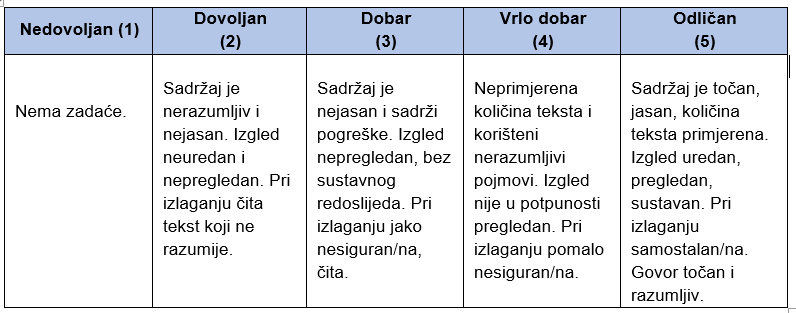 Nedovoljan (1)
Dovoljan
(2)
Dobar
(3)
Vrlo dobar
(4)
Odličan
(5)
Nema zadaće.
Sadržaj je
nerazumljiv i
nejasan. Izgled
neuredan i
nepregledan. Pri
izlaganju čita
tekst koji ne
razumije.
Sadržaj je
nejasan i sadrži
pogreške. Izgled
nepregledan, bez
sustavnog
redoslijeda. Pri
izlaganju jako
nesiguran/na,
čita.
Neprimjerena
količina teksta i
korišteni
nerazumljivi
pojmovi. Izgled
nije u potpunosti
pregledan. Pri
izlaganju pomalo
nesiguran/na.
Sadržaj je točan,
jasan, količina
teksta primjerena.
Izgled uredan,
pregledan,
sustavan. Pri
izlaganju
samostalan/na.
Govor točan i
razumljiv.